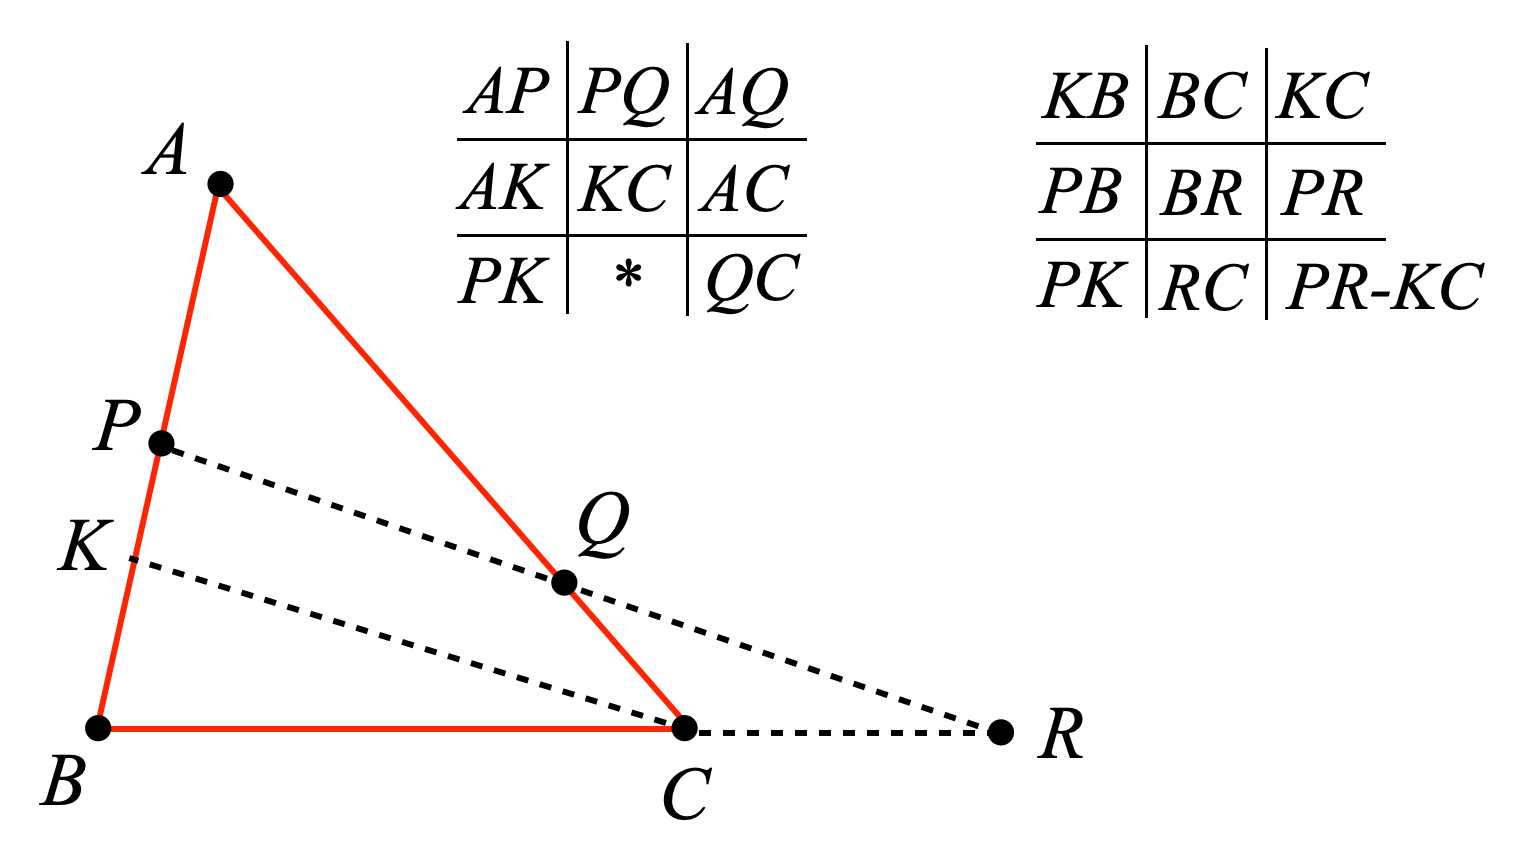 AP PQ AQ
AK KC AC
PK * QC
KB BC KC
PB BR PR
PK RC PR-KC
A
P
K
Q
B
C
R